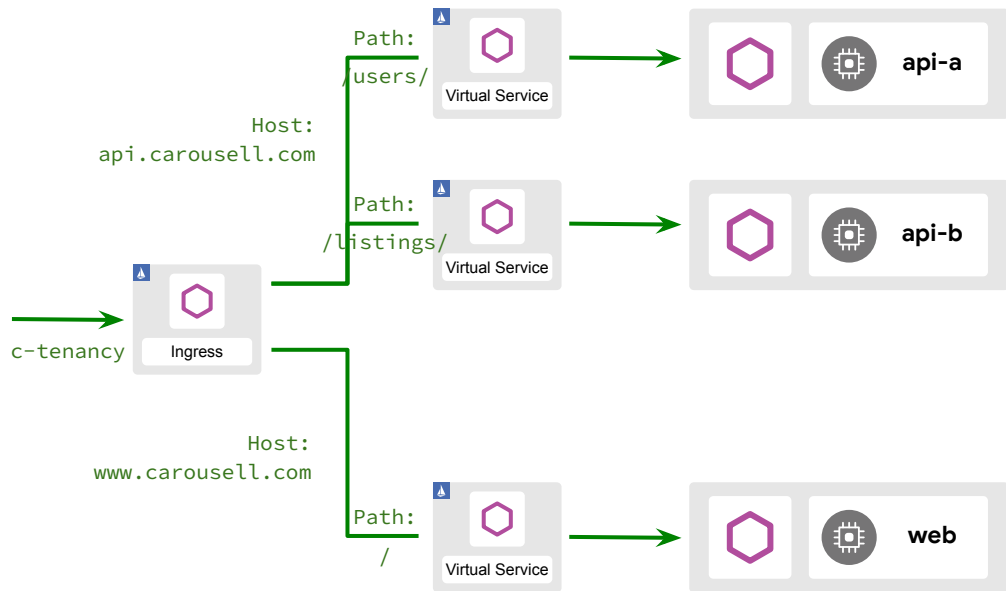 Path:
/users/
Virtual Service
api-a
Host:
api.carousell.com
Path:
/listings/
Virtual Service
api-b
c-tenancy
Ingress
Host:
www.carousell.com
Path:
/
Virtual Service
web